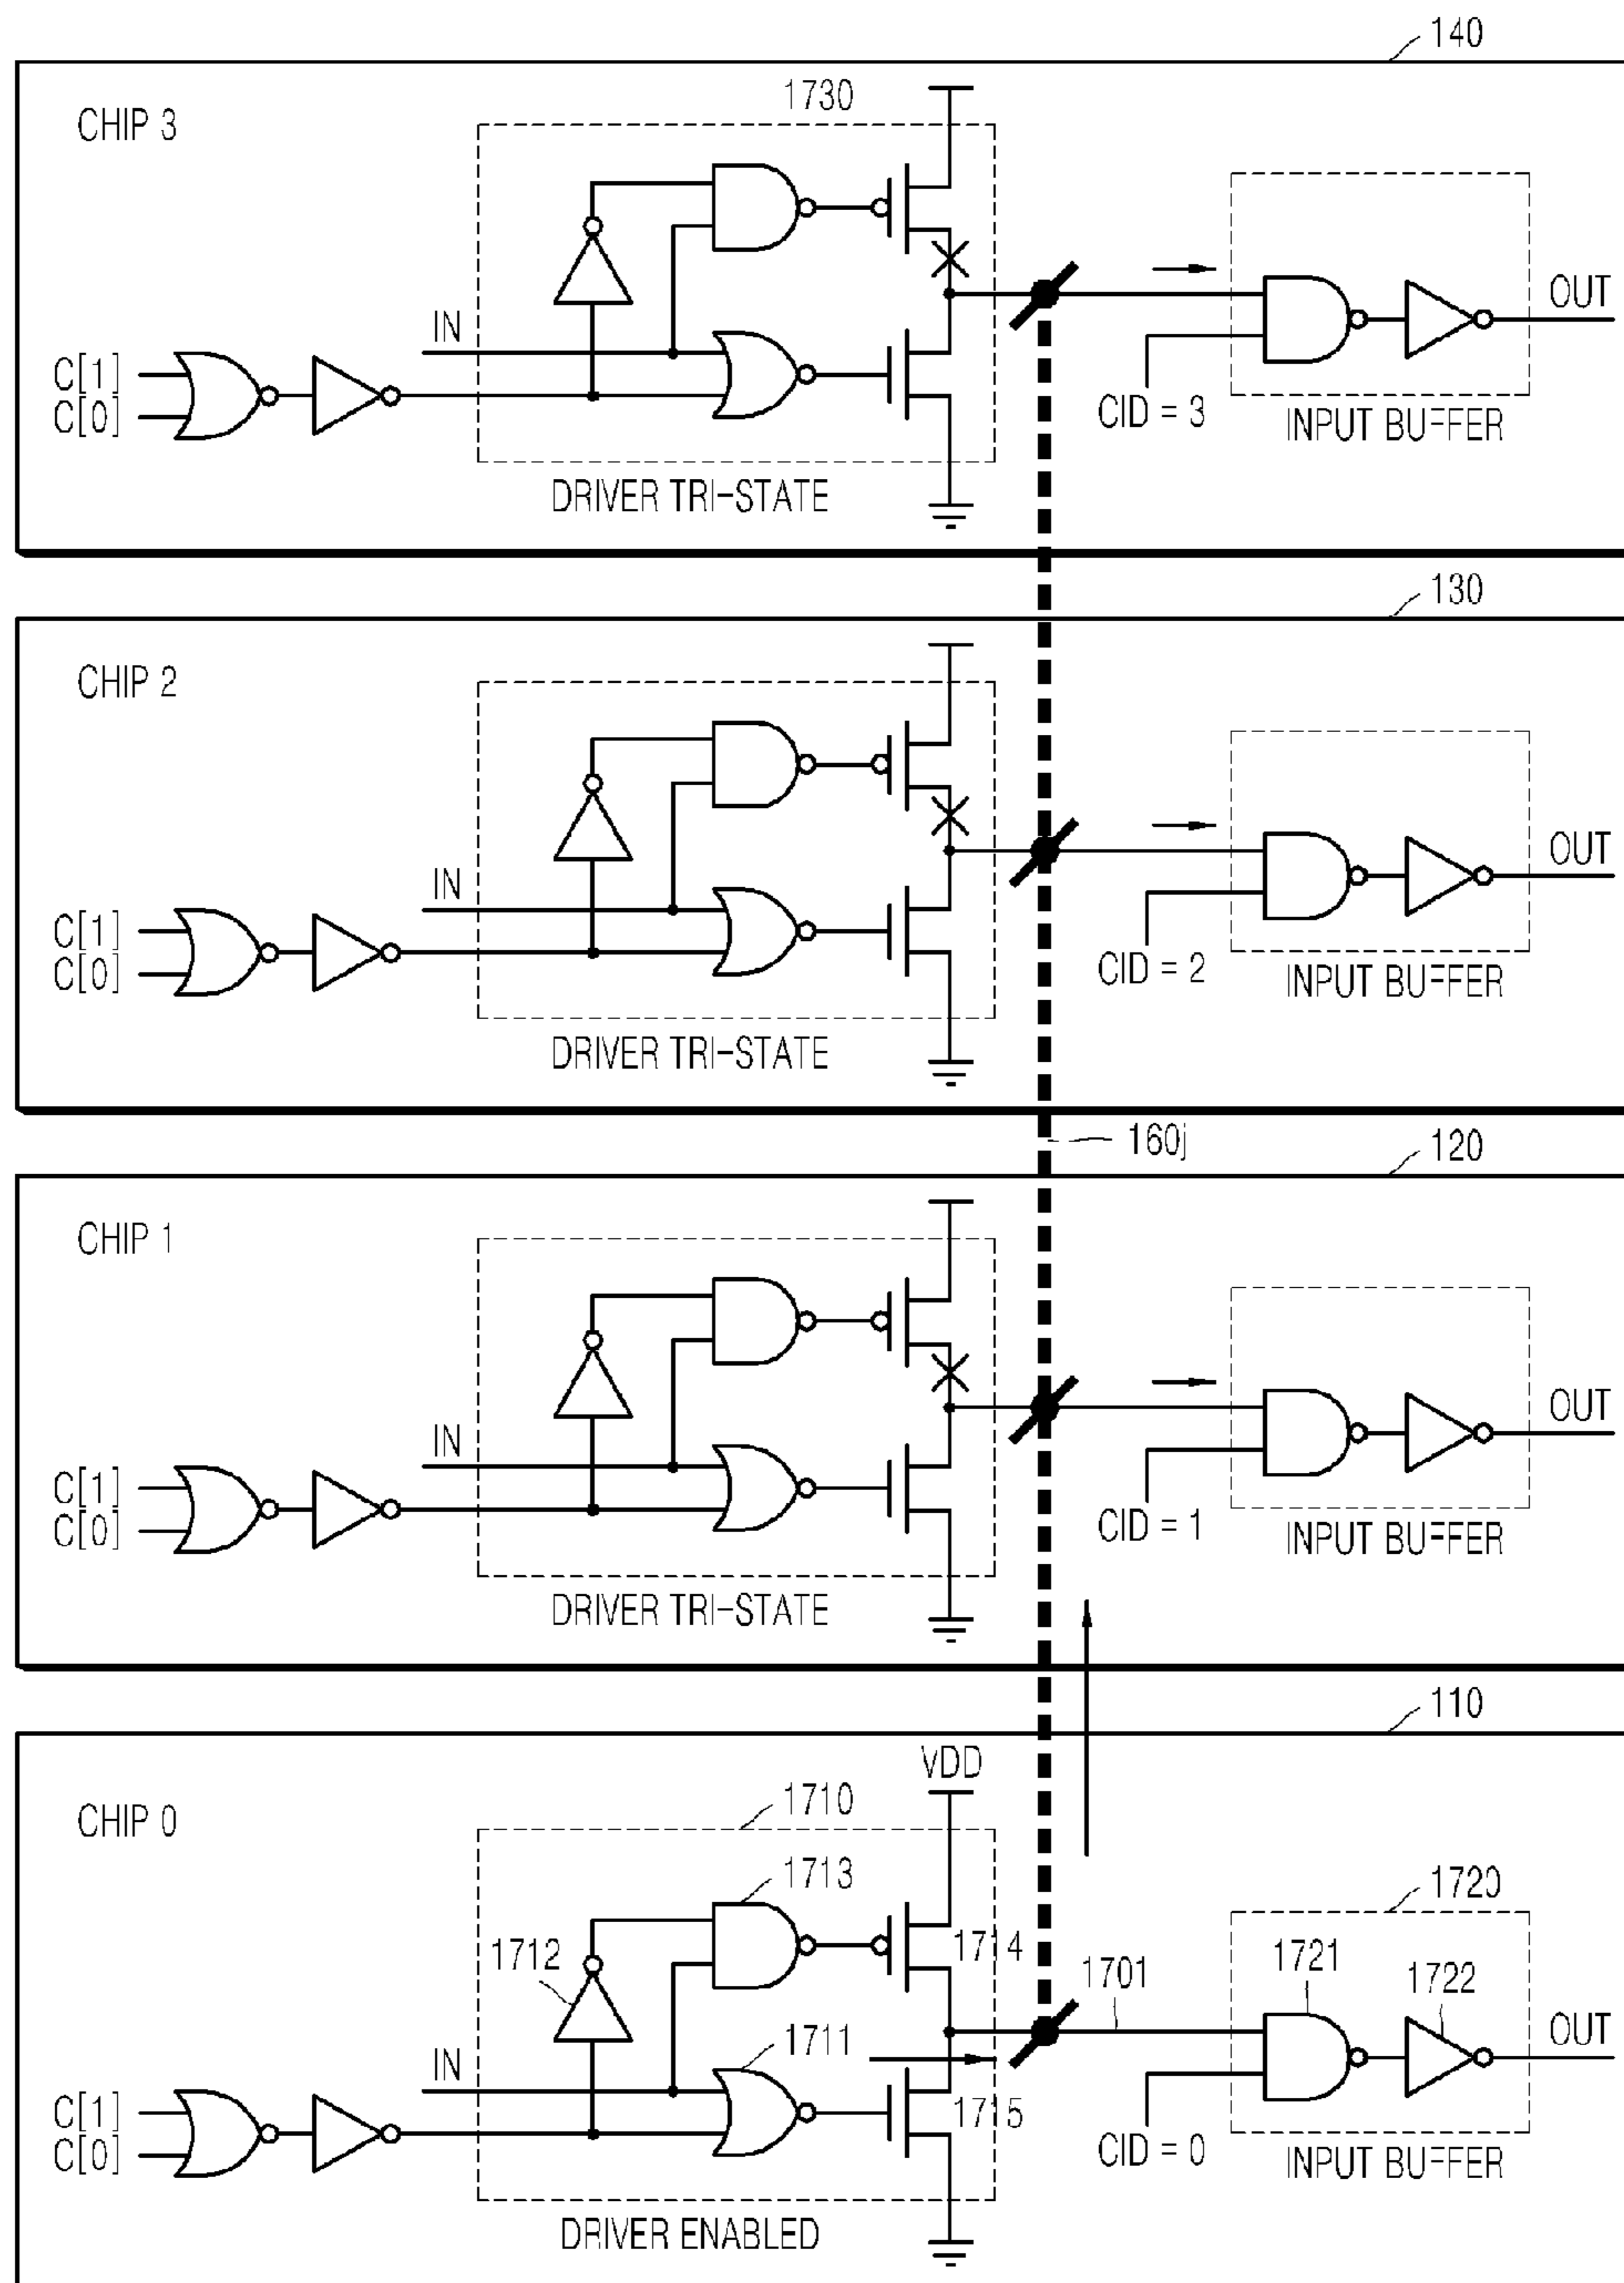 140
CHIP 3
1730
IN
C[1]
C[0]
OUT
CID = 3
INPUT BUFFER
DRIVER TRI-STATE
130
CHIP 2
IN
C[1]
C[0]
OUT
CID = 2
INPUT BUFFER
DRIVER TRI-STATE
160j
120
CHIP 1
IN
C[1]
C[0]
OUT
CID = 1
INPUT BUFFER
DRIVER TRI-STATE
110
VDD
CHIP 0
1710
1713
1720
1712
1714
1721
1701
1722
1711
IN
OUT
1715
C[1]
C[0]
CID = 0
INPUT BUFFER
DRIVER ENABLED